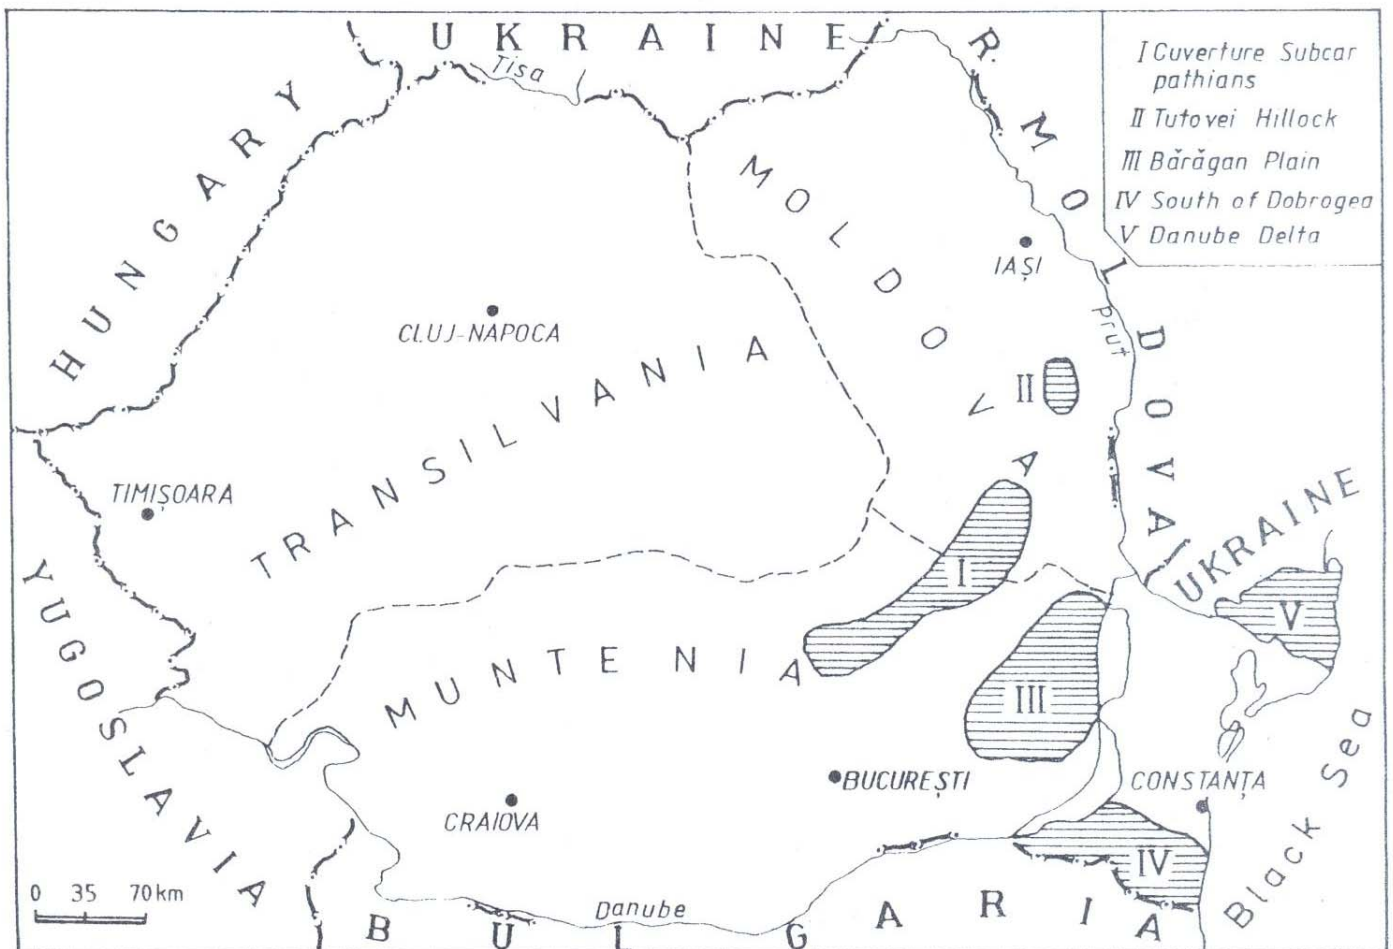 UKRAINE
Tisa
R. MOLDOVA
I Cuverture Subcar
pathians
II Tutovei Hillock
III Bărăgan Plain
IV South of Dobrogea
V Danube Delta
HUNGARY
MOLDOVA
IAȘI
Prut
CLUJ-NAPOCA
II
TRANSILVANIA
TIMIȘOARA
UKRAINE
I
V
YUGOSLAVIA
MUNTENIA
III
BUCUREȘTI
CONSTANȚA
CRAIOVA
IV
Black Sea
0 35 70 km
Danube
BULGARIA